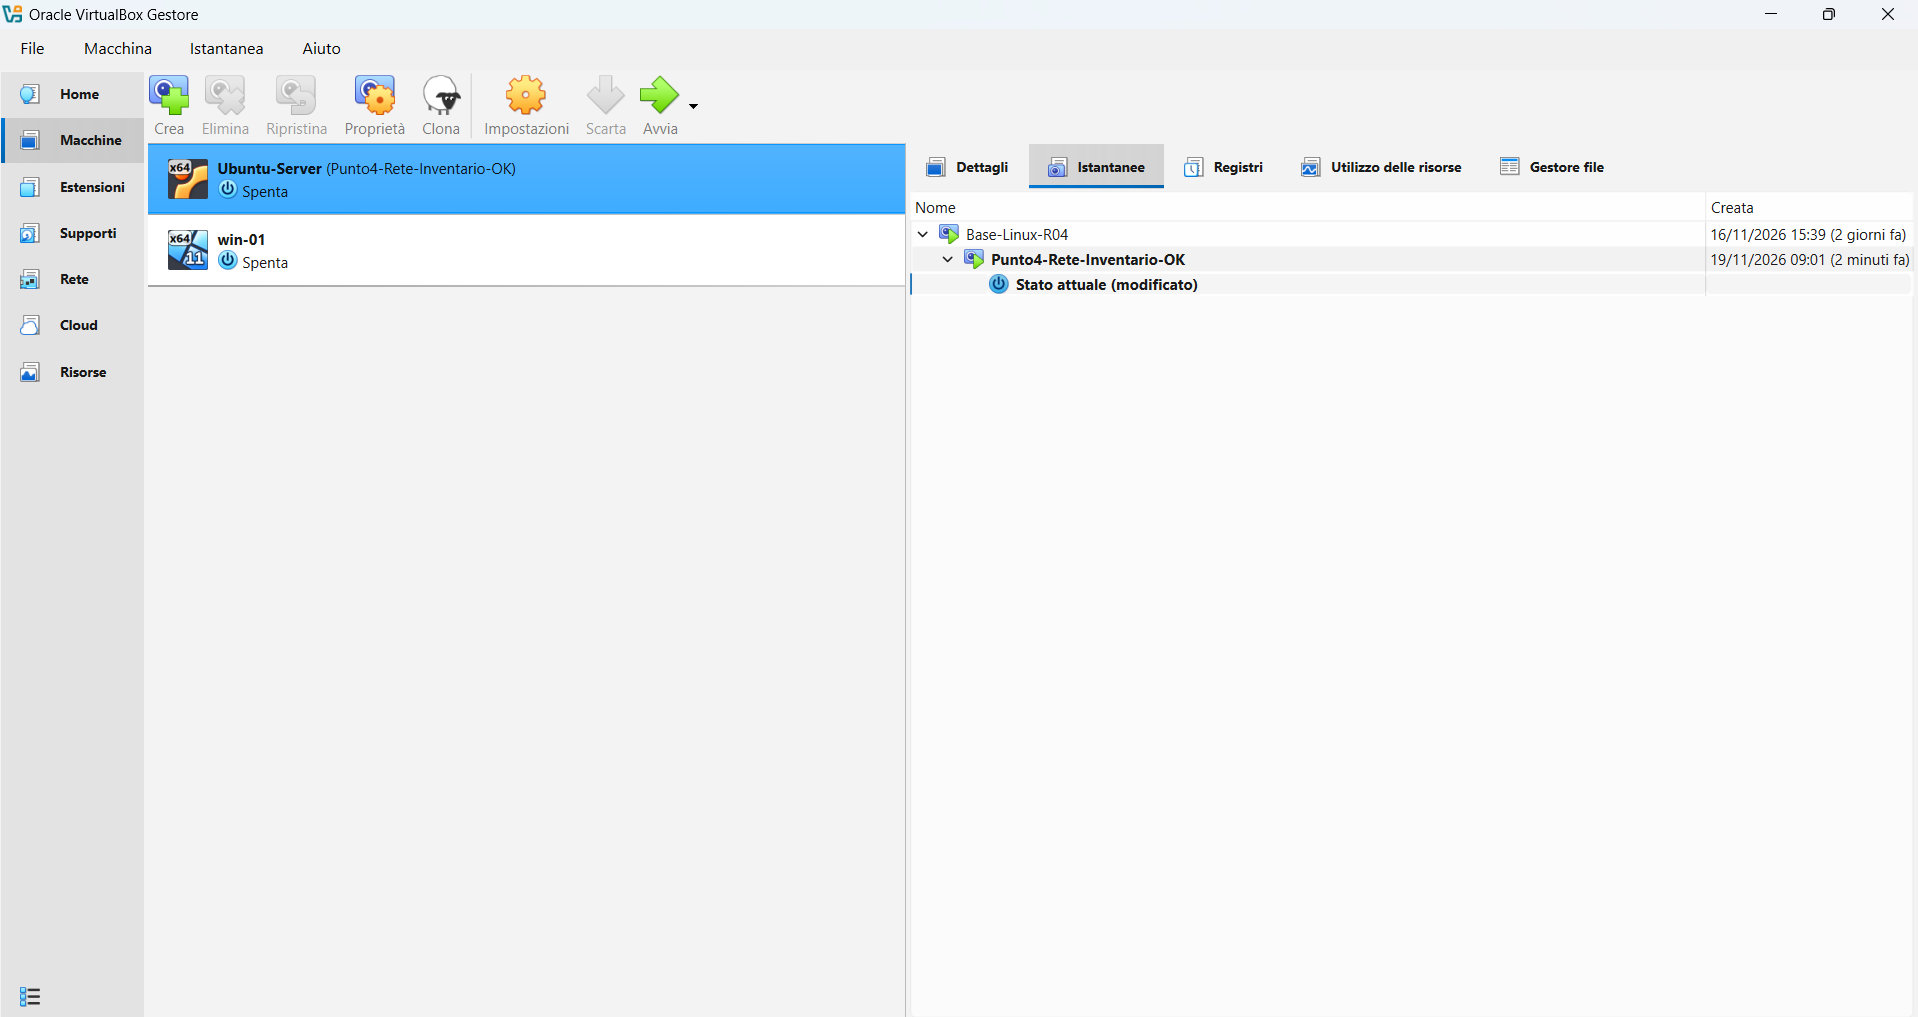 Oracle VirtualBox Gestore
File Macchina Istantanea Aiuto
Home
Macchine
Estensioni
Supporti
Rete
Cloud
Risorse
Crea Elimina Ripristina Proprietà Clona Impostazioni Scarta Avvia
x64
Ubuntu-Server (Punto4-Rete-Inventario-OK)
Spenta
x64
11
win-01
Spenta
Dettagli Istantanee Registri Utilizzo delle risorse Gestore file
Nome Creata
Base-Linux-R04 16/11/2026 15:39 (2 giorni fa)
Punto4-Rete-Inventario-OK 19/11/2026 09:01 (2 minuti fa)
Stato attuale (modificato)